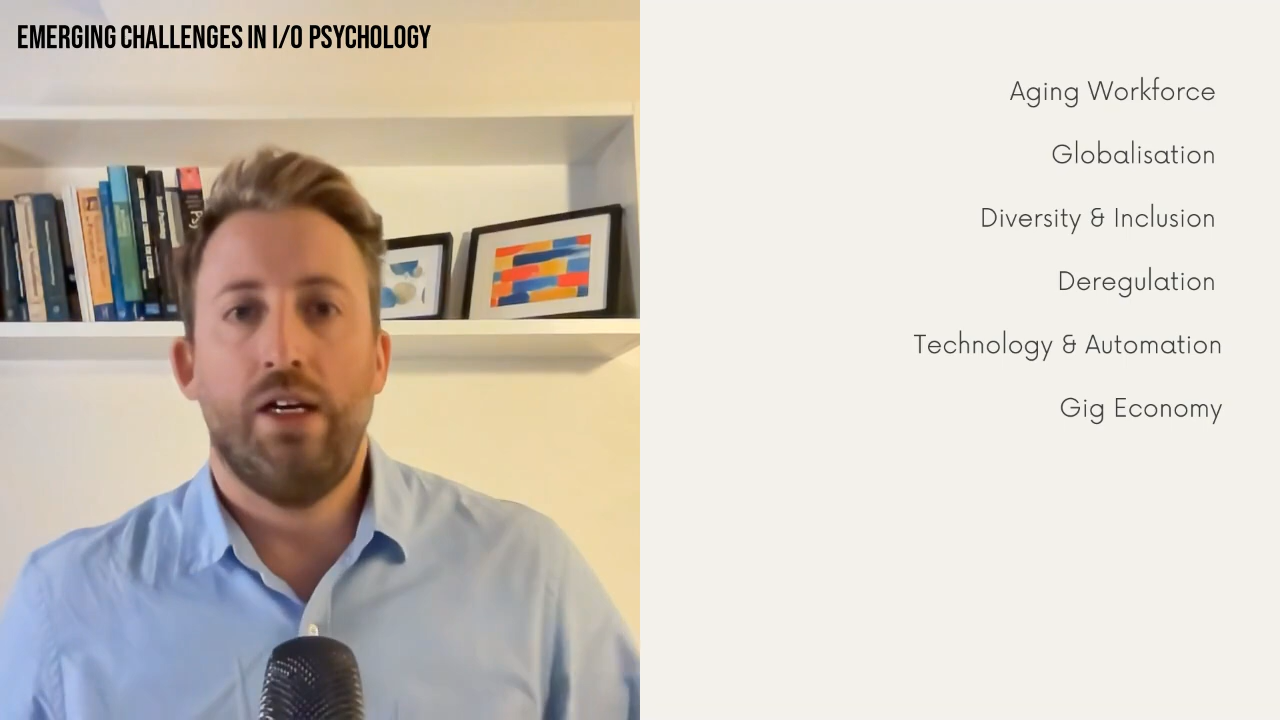 EMERGING CHALLENGES IN I/O PSYCHOLOGY
Aging Workforce
Globalisation
Diversity & Inclusion
Deregulation
Technology & Automation
Gig Economy